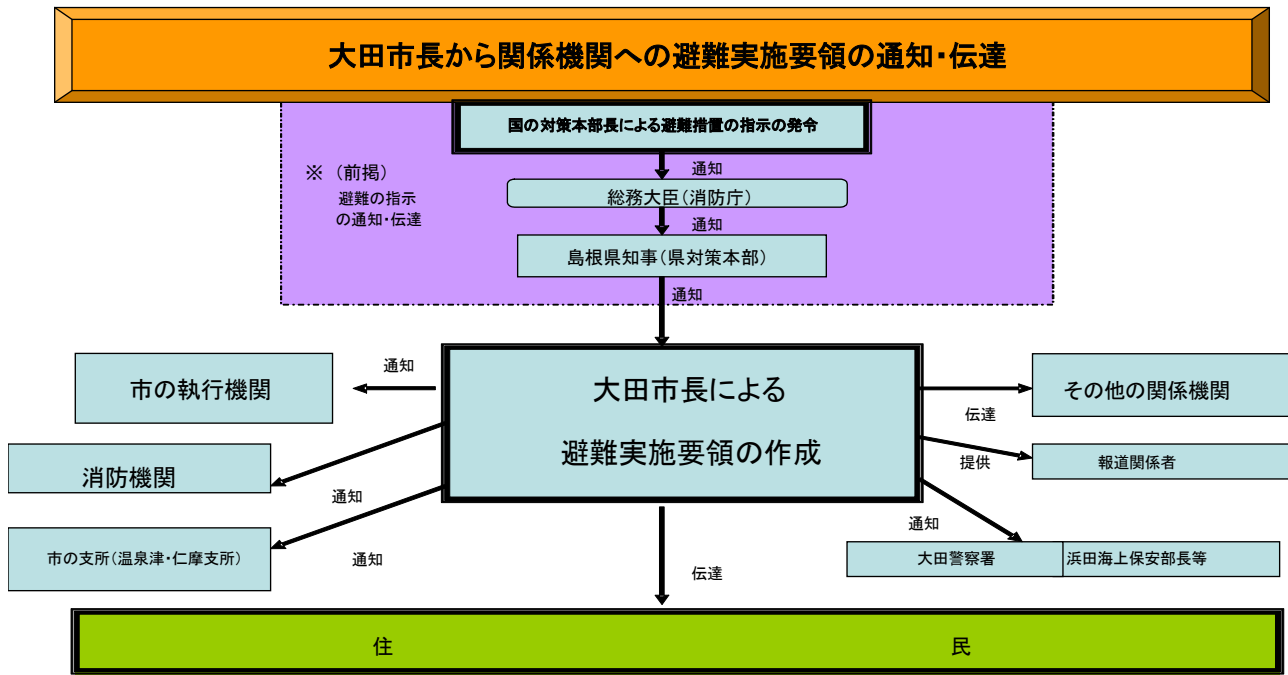 大田市長から関係機関への避難実施要領の通知・伝達
国の対策本部長による避難措置の指示の発令
通知
※ (前掲)
避難の指示
の通知・伝達
総務大臣(消防庁)
通知
島根県知事(県対策本部)
通知
大田市長による
避難実施要領の作成
通知
市の執行機関
消防機関
通知
市の支所(温泉津・仁摩支所)
通知
その他の関係機関
伝達
報道関係者
提供
通知
大田警察署
浜田海上保安部長等
伝達
住 民